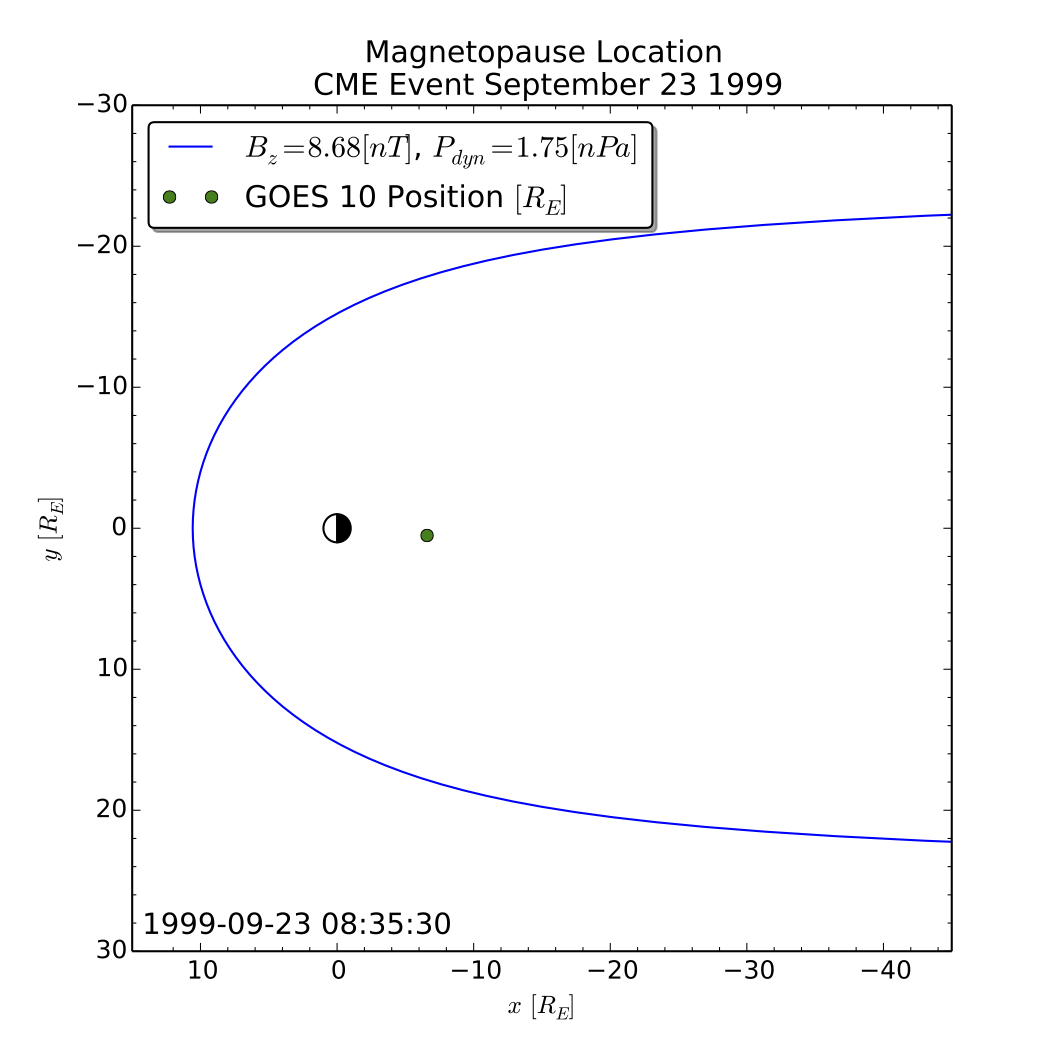 Magnetopause Location
CME Event September 23 1999
B_z=8.68[nT], P_dyn=1.75[nPa]
GOES 10 Position [R_E]
−30
−20
−10
0
10
20
30
y [R_E]
1999-09-23 08:35:30
10 0 −10 −20 −30 −40
x [R_E]